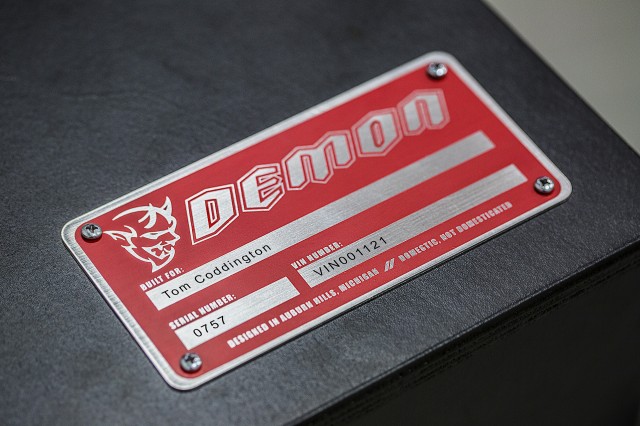 DEMON
BUILT FOR:
Tom Coddington
SERIAL NUMBER: VIN NUMBER:
0757 VIN001121
DESIGNED IN AUBURN HILLS, MICHIGAN // DOMESTIC, NOT DOMESTICATED